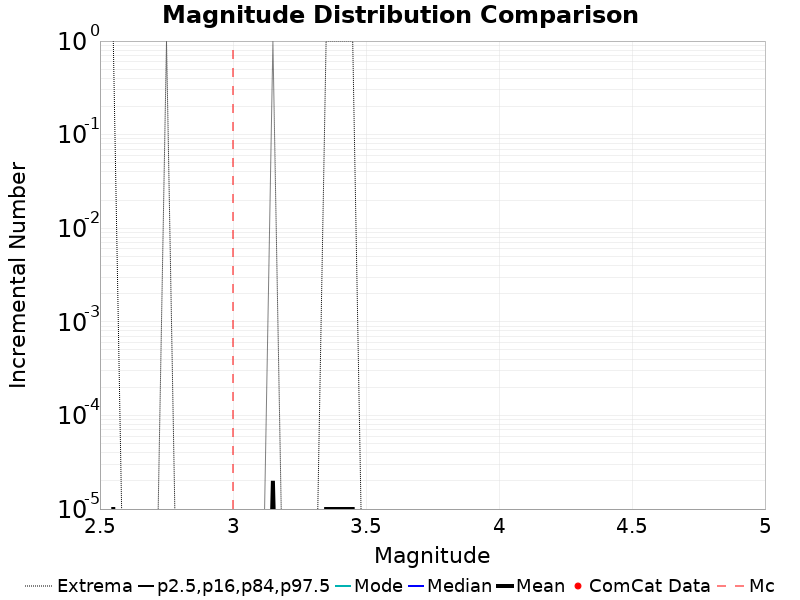 Magnitude Distribution Comparison
10^0
10^-1
10^-2
10^-3
10^-4
10^-5
Incremental Number
2.5 3 3.5 4 4.5 5
Magnitude
Extrema p2.5,p16,p84,p97.5 Mode Median Mean ComCat Data Mc